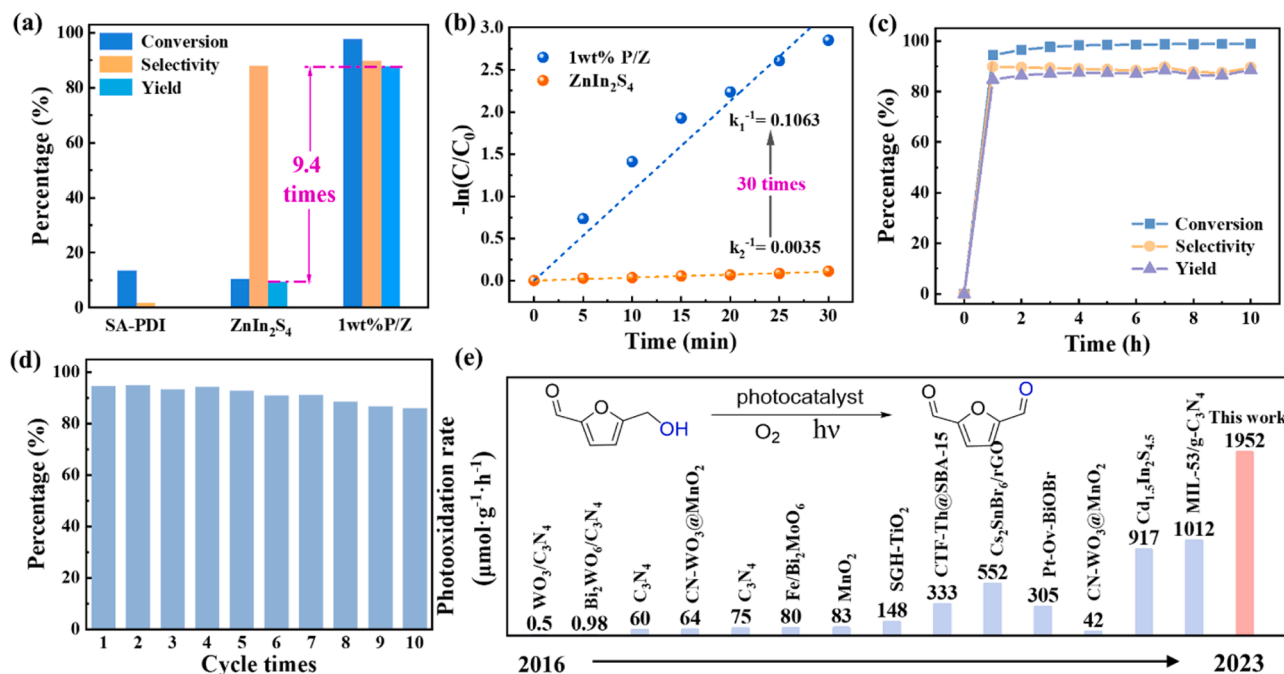 (a)
Percentage (%)
100
80
60
40
20
0
Conversion
Selectivity
Yield
9.4
times
SA-PDI
ZnIn₂S₄
1wt%P/Z
(b)
-ln(C/C₀)
3.0
2.5
2.0
1.5
1.0
0.5
0.0
1wt% P/Z
ZnIn₂S₄
k₁⁻¹= 0.1063
30 times
k₂⁻¹= 0.0035
0 5 10 15 20 25 30
Time (min)
(c)
Percentage (%)
100
80
60
40
20
0
Conversion
Selectivity
Yield
0 2 4 6 8 10
Time (h)
(d)
Percentage (%)
100
80
60
40
20
0
1 2 3 4 5 6 7 8 9 10
Cycle times
(e)
Photooxidation rate
(μmol·g⁻¹·h⁻¹)
O
O
OH
photocatalyst
O₂ hν
O
O
O
WO₃/C₃N₄
0.5
Bi₂WO₆/C₃N₄
0.98
C₃N₄
60
CN-WO₃@MnO₂
64
C₃N₄
75
Fe/Bi₂MoO₆
80
MnO₂
83
SGH-TiO₂
148
CTF-Th@SBA-15
333
Cs₂SnBr₆/rGO
552
Pt-Ov-BiOBr
305
CN-WO₃@MnO₂
42
Cd₁.₅In₂S₄.₅
917
MIL-53/g-C₃N₄
1012
This work
1952
2016
2023